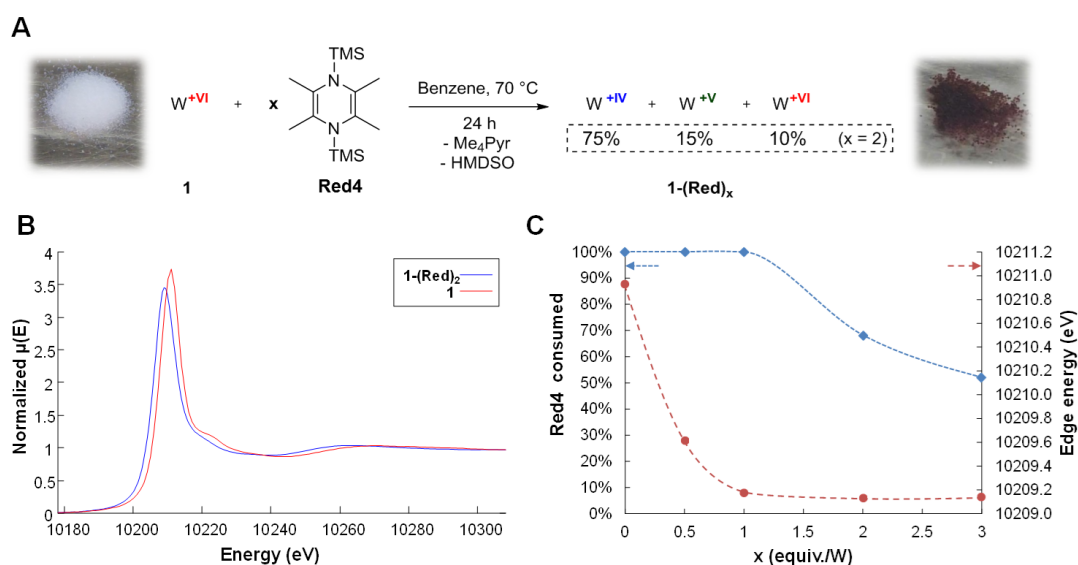 A
W+VI + x
TMS
N
N
TMS
Benzene, 70 °C
24 h
- Me4Pyr
- HMDSO
W+IV + W+V + W+VI
75% 15% 10% (x = 2)
1 Red4 1-(Red)x
B
Normalized µ(E)
4
3.5
3
2.5
2
1.5
1
0.5
0
10180 10200 10220 10240 10260 10280 10300
Energy (eV)
1-(Red)2
1
C
Red4 consumed
100%
90%
80%
70%
60%
50%
40%
30%
20%
10%
0%
0 0.5 1 1.5 2 2.5 3
x (equiv./W)
10211.2
10211.0
10210.8
10210.6
10210.4
10210.2
10210.0
10209.8
10209.6
10209.4
10209.2
10209.0
Edge energy (eV)